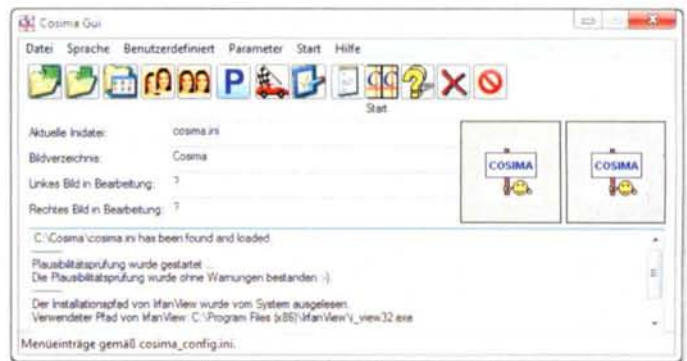 Cosima Gui
Datei Sprache Benutzerdefiniert Parameter Start Hilfe
P
Start
Aktuelle Inidatei: cosima.ini
Bildverzeichnis: Cosima
Linkes Bild in Bearbeitung: ?
Rechtes Bild in Bearbeitung: ?
COSIMA COSIMA
C:\Cosima\cosima.ini has been found and loaded
Plausibilitätsprüfung wurde gestartet ...
Die Plausibilitätsprüfung wurde ohne Warnungen bestanden :-)
Der Installationspfad von IrfanView wurde vom System ausgelesen.
Verwendeter Pfad von IrfanView: C:\Program Files (x86)\IrfanView\i_view32.exe
Menüeinträge gemäß cosima_config.ini.